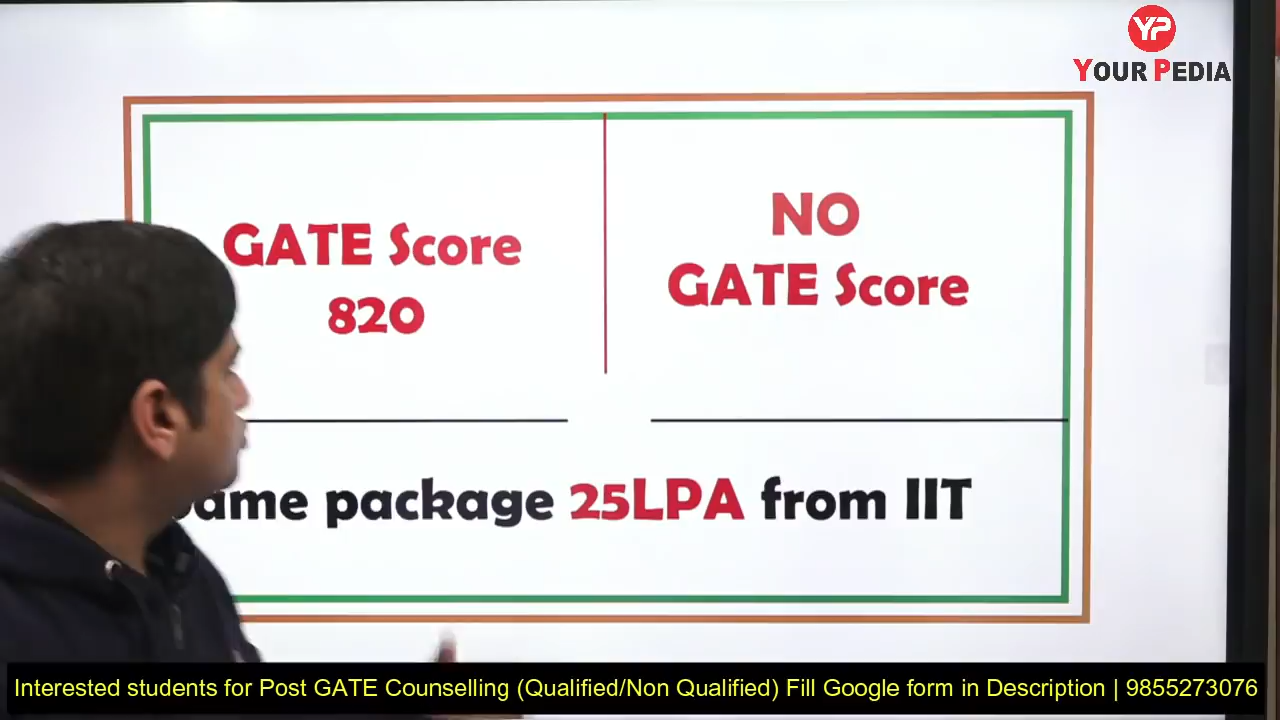 YP
YOUR PEDIA
GATE Score
820
NO
GATE Score
ame package 25LPA from IIT
Interested students for Post GATE Counselling (Qualified/Non Qualified) Fill Google form in Description | 9855273076